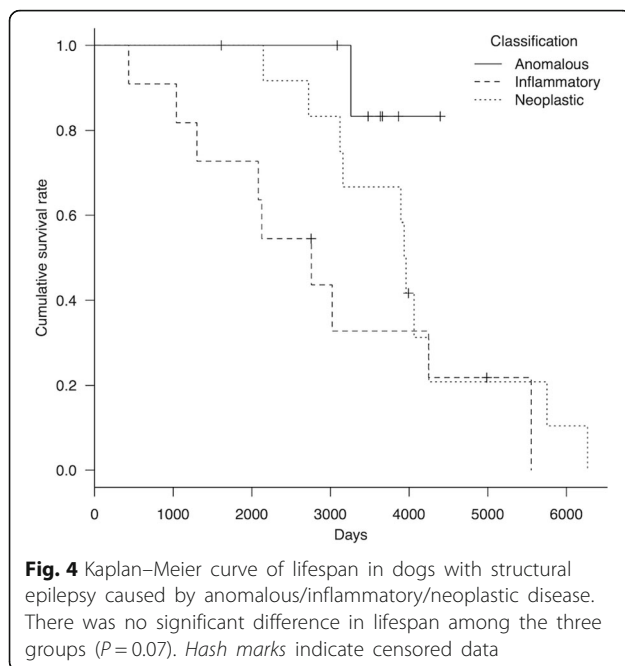 Classification
Anomalous
Inflammatory
Neoplastic
1.0
0.8
0.6
0.4
0.2
0.0
Cumulative survival rate
0 1000 2000 3000 4000 5000 6000
Days
Fig. 4 Kaplan–Meier curve of lifespan in dogs with structural
epilepsy caused by anomalous/inflammatory/neoplastic disease.
There was no significant difference in lifespan among the three
groups (P = 0.07). Hash marks indicate censored data